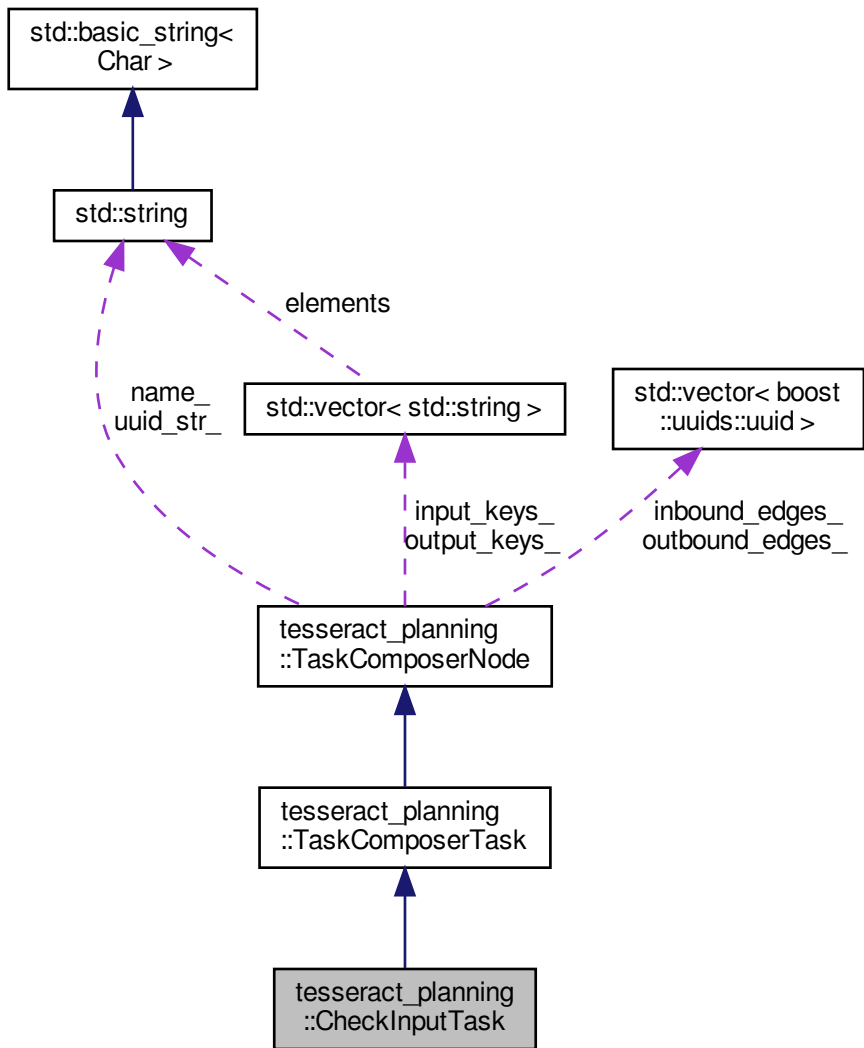 std::basic_string<
Char >
std::string
elements
name_
uuid_str_
std::vector< std::string >
std::vector< boost
::uuids::uuid >
input_keys_
output_keys_
inbound_edges_
outbound_edges_
tesseract_planning
::TaskComposerNode
tesseract_planning
::TaskComposerTask
tesseract_planning
::CheckInputTask